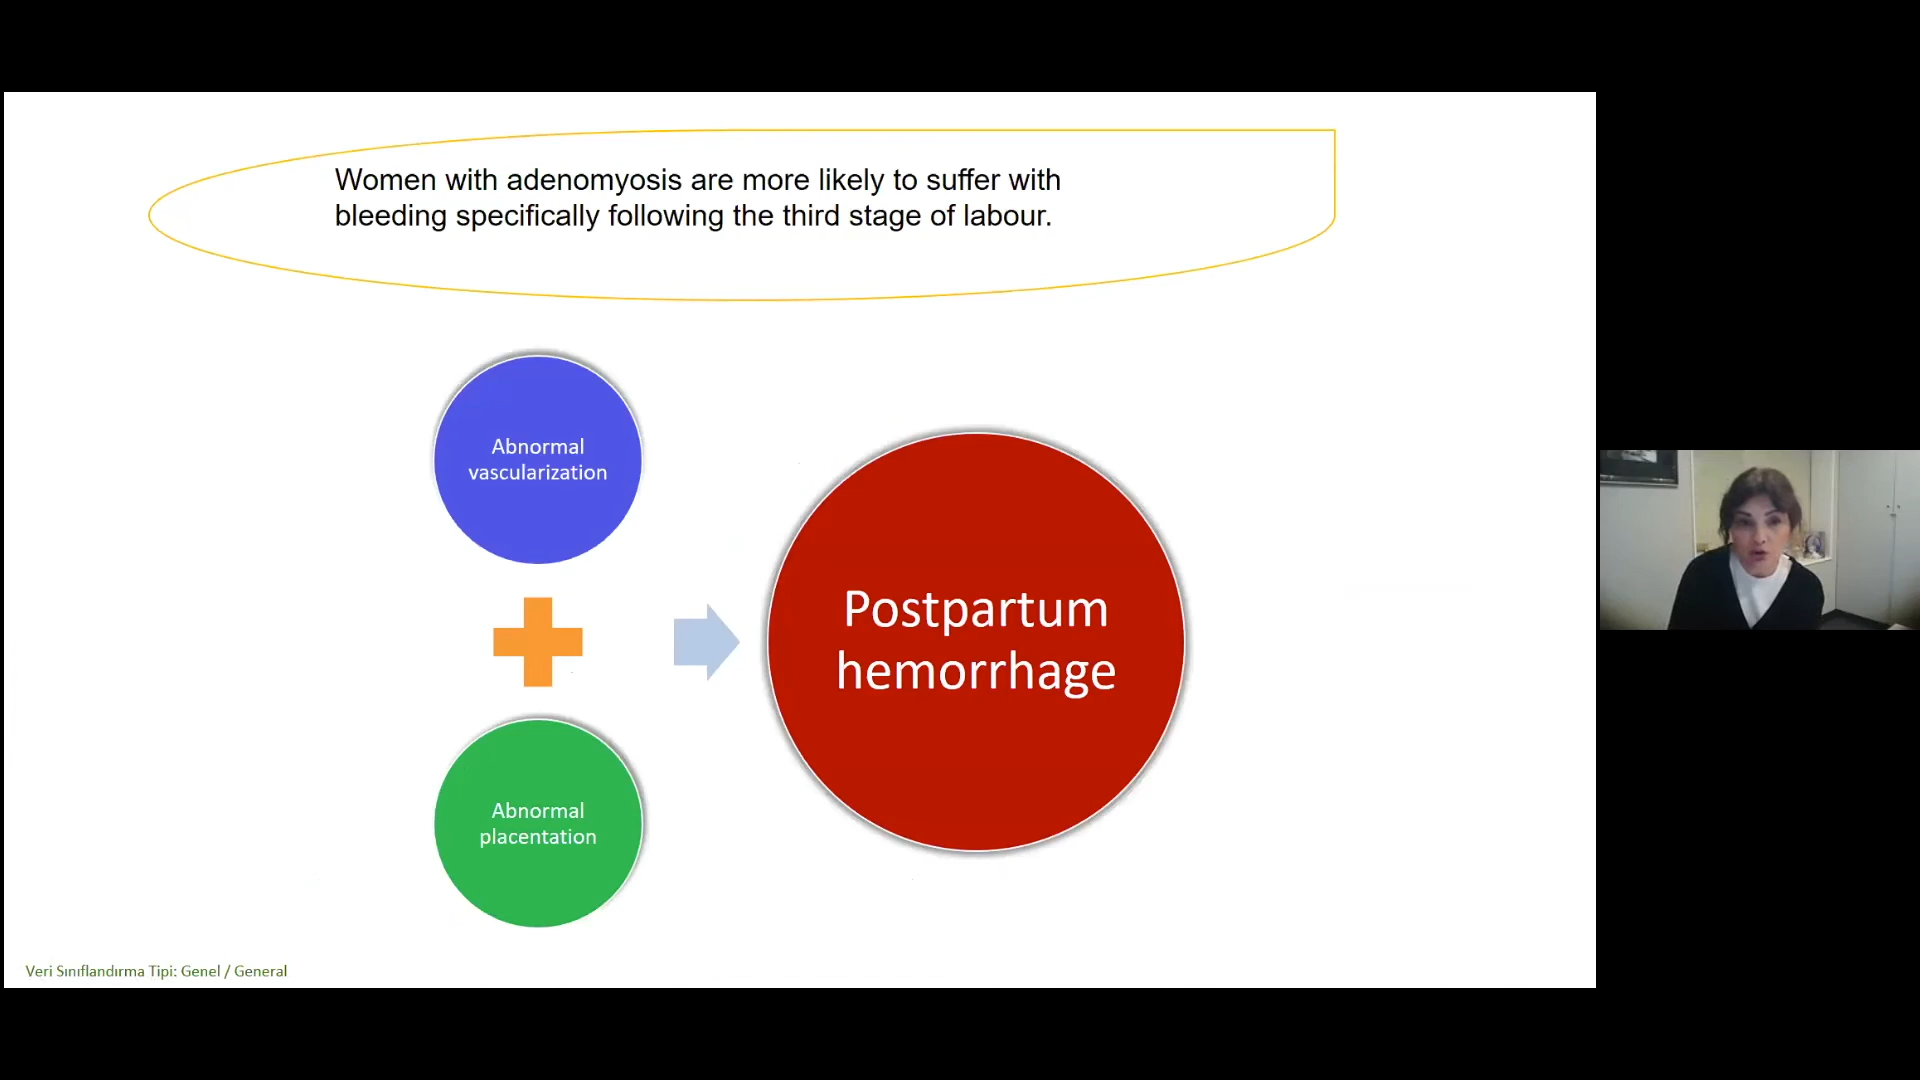 Women with adenomyosis are more likely to suffer with
bleeding specifically following the third stage of labour.
Abnormal
vascularization
Abnormal
placentation
Postpartum
hemorrhage
Veri Sınıflandırma Tipi: Genel / General